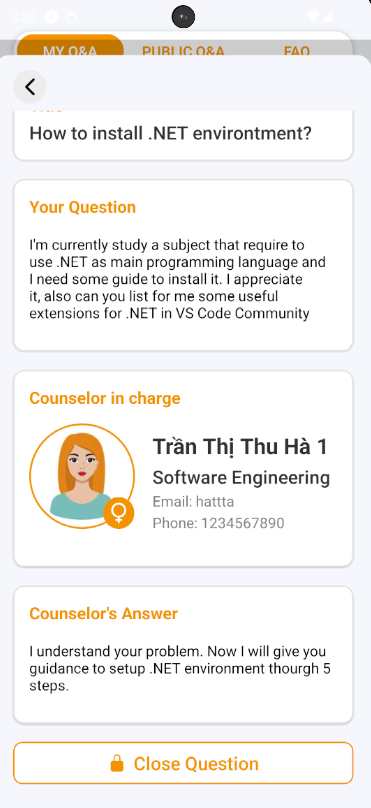 3:33
MY Q&A PUBLIC Q&A FAQ
How to install .NET environtment?
Your Question
I'm currently study a subject that require to
use .NET as main programming language and
I need some guide to install it. I appreciate
it, also can you list for me some useful
extensions for .NET in VS Code Community
Counselor in charge
Trần Thị Thu Hà 1
Software Engineering
Email: hattta
Phone: 1234567890
Counselor's Answer
I understand your problem. Now I will give you
guidance to setup .NET environment thourgh 5
steps.
Close Question